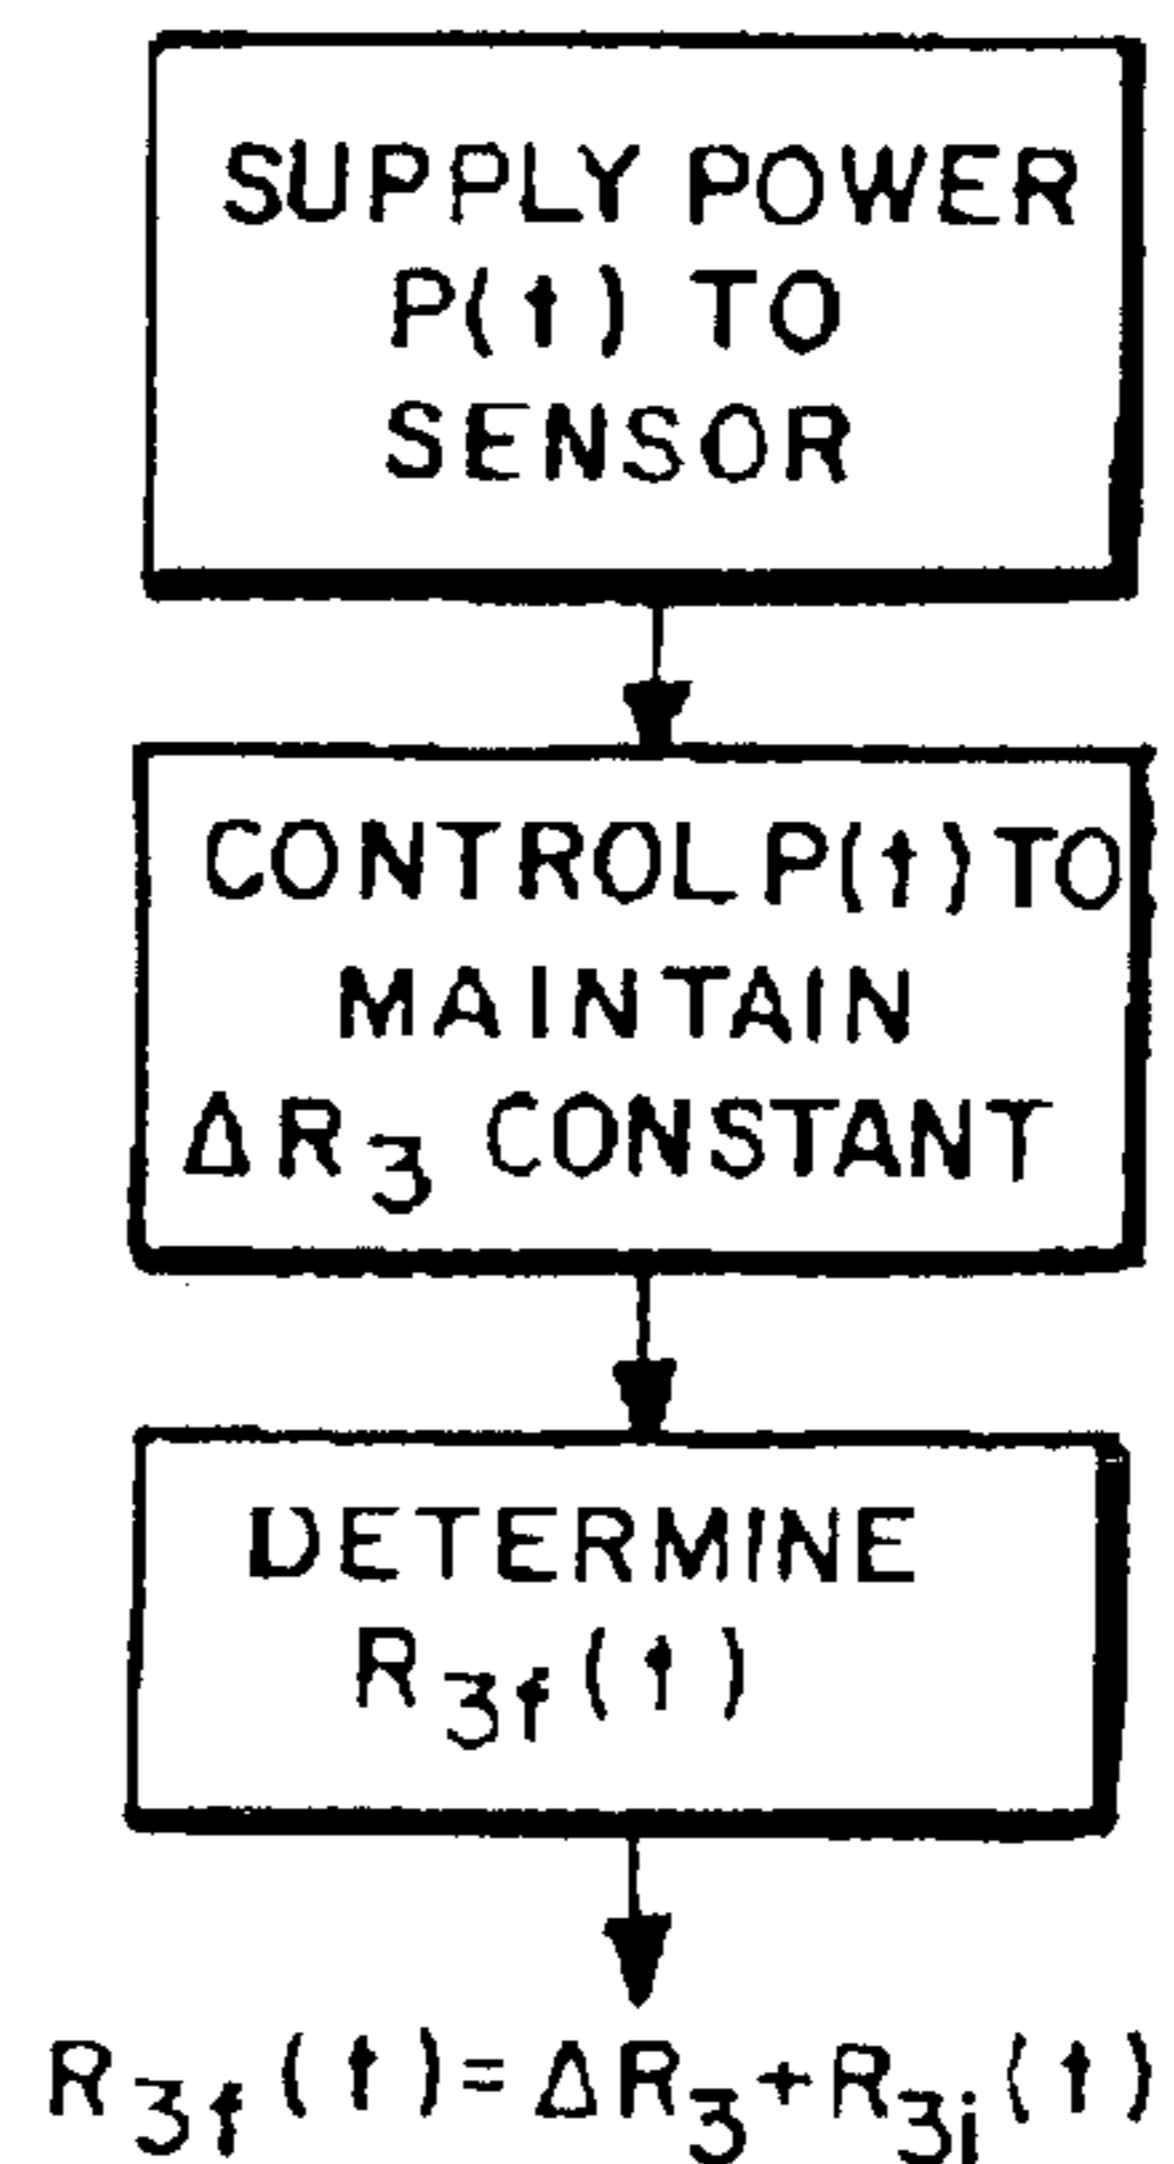 SUPPLY POWER
P(t) TO
SENSOR
CONTROL P(t) TO
MAINTAIN
ΔR₃ CONSTANT
DETERMINE
R₃f(t)
R₃f(t)=ΔR₃+R₃i(t)